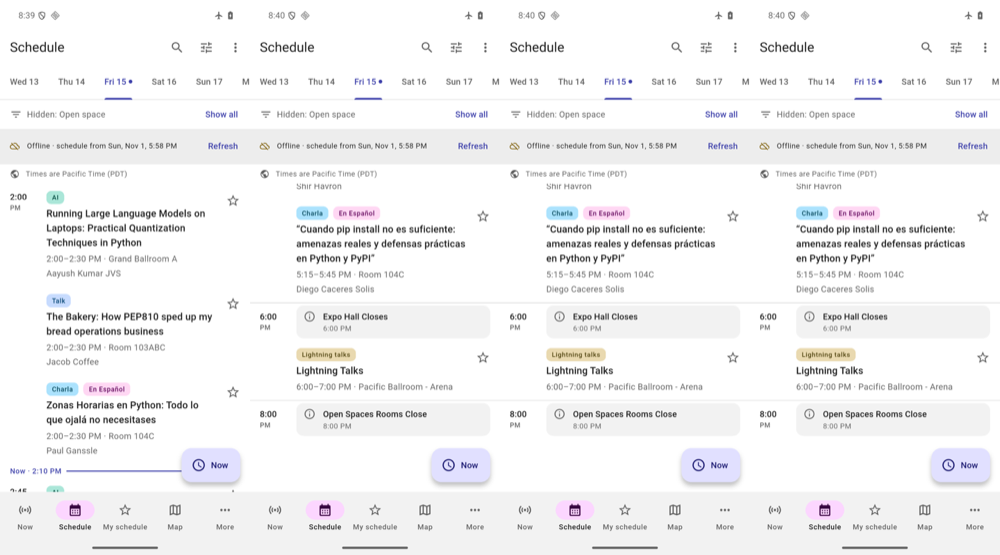 8:39
Schedule
Wed 13 Thu 14 Fri 15 Sat 16 Sun 17 M
Hidden: Open space Show all
Offline · schedule from Sun, Nov 1, 5:58 PM Refresh
Times are Pacific Time (PDT)
2:00
PM
AI
Running Large Language Models on
Laptops: Practical Quantization
Techniques in Python
2:00–2:30 PM · Grand Ballroom A
Aayush Kumar JVS
Talk
The Bakery: How PEP810 sped up my
bread operations business
2:00–2:30 PM · Room 103ABC
Jacob Coffee
Charla En Español
Zonas Horarias en Python: Todo lo
que ojalá no necesitases
2:00–2:30 PM · Room 104C
Paul Ganssle
Now · 2:10 PM
Now
2:45
AI
Now Schedule My schedule Map More
8:40
Schedule
Wed 13 Thu 14 Fri 15 Sat 16 Sun 17 M
Hidden: Open space Show all
Offline · schedule from Sun, Nov 1, 5:58 PM Refresh
Times are Pacific Time (PDT)
Shir Havron
Charla En Español
"Cuando pip install no es suficiente:
amenazas reales y defensas prácticas
en Python y PyPI"
5:15–5:45 PM · Room 104C
Diego Caceres Solis
6:00
PM
Expo Hall Closes
6:00 PM
Lightning talks
Lightning Talks
6:00–7:00 PM · Pacific Ballroom - Arena
8:00
PM
Open Spaces Rooms Close
8:00 PM
Now
Now Schedule My schedule Map More
8:40
Schedule
Wed 13 Thu 14 Fri 15 Sat 16 Sun 17 M
Hidden: Open space Show all
Offline · schedule from Sun, Nov 1, 5:58 PM Refresh
Times are Pacific Time (PDT)
Shir Havron
Charla En Español
"Cuando pip install no es suficiente:
amenazas reales y defensas prácticas
en Python y PyPI"
5:15–5:45 PM · Room 104C
Diego Caceres Solis
6:00
PM
Expo Hall Closes
6:00 PM
Lightning talks
Lightning Talks
6:00–7:00 PM · Pacific Ballroom - Arena
8:00
PM
Open Spaces Rooms Close
8:00 PM
Now
Now Schedule My schedule Map More
8:40
Schedule
Wed 13 Thu 14 Fri 15 Sat 16 Sun 17 M
Hidden: Open space Show all
Offline · schedule from Sun, Nov 1, 5:58 PM Refresh
Times are Pacific Time (PDT)
Shir Havron
Charla En Español
"Cuando pip install no es suficiente:
amenazas reales y defensas prácticas
en Python y PyPI"
5:15–5:45 PM · Room 104C
Diego Caceres Solis
6:00
PM
Expo Hall Closes
6:00 PM
Lightning talks
Lightning Talks
6:00–7:00 PM · Pacific Ballroom - Arena
8:00
PM
Open Spaces Rooms Close
8:00 PM
Now
Now Schedule My schedule Map More